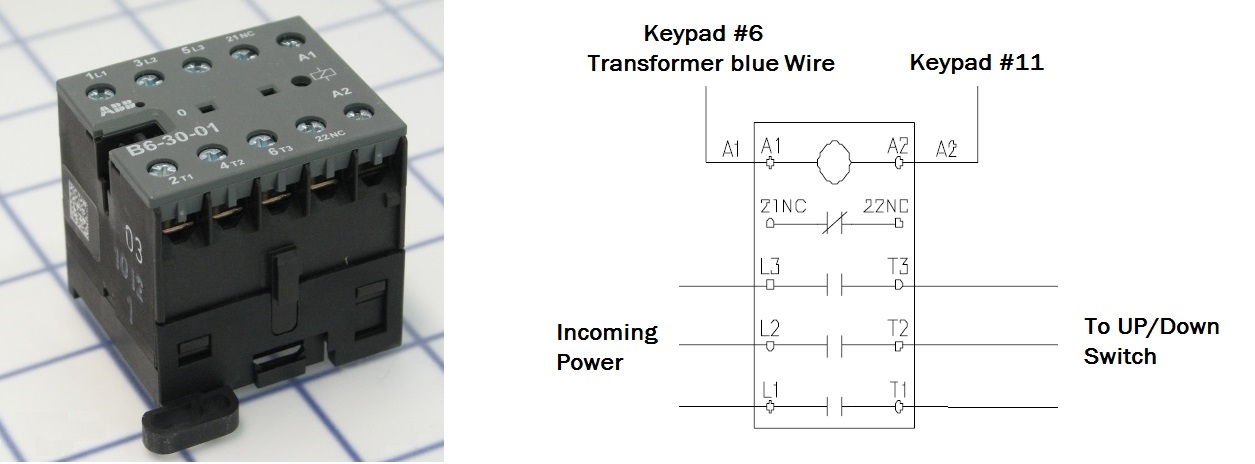 1L1 3L2 5L3 21NC
A1
ABB
0
A2
B6-30-01
2T1 4T2 6T3 22NC
03
Keypad #6
Transformer blue Wire
Keypad #11
A1 A1 A2 A2
21NC 22NC
L3 T3
Incoming
Power
L2 T2
To UP/Down
Switch
L1 T1